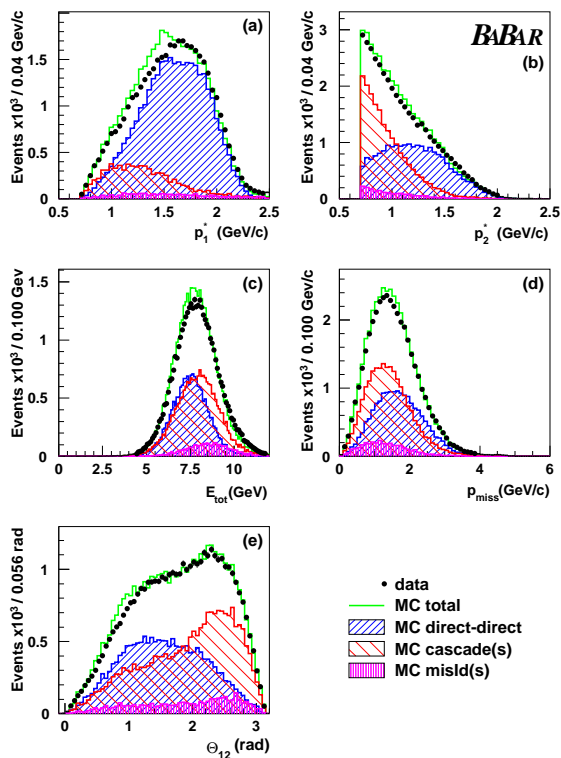 (a)
Events x10³ / 0.04 Gev/c
1.5
1
0.5
0
0.5 1 1.5 2 2.5
p*₁ (GeV/c)
BABAR
(b)
Events x10³ / 0.04 GeV/c
3
2
1
0
0.5 1 1.5 2 2.5
p*₂ (GeV/c)
(c)
Events x10³ / 0.100 Gev
1.5
1
0.5
0
0 2.5 5 7.5 10
E_tot(GeV)
(d)
Events x10³ / 0.100 GeV/c
2
1
0
0 2 4 6
p_miss(GeV/c)
(e)
Events x10³ / 0.056 rad
1
0.5
0
0 1 2 3
Θ₁₂ (rad)
data
MC total
MC direct-direct
MC cascade(s)
MC misId(s)